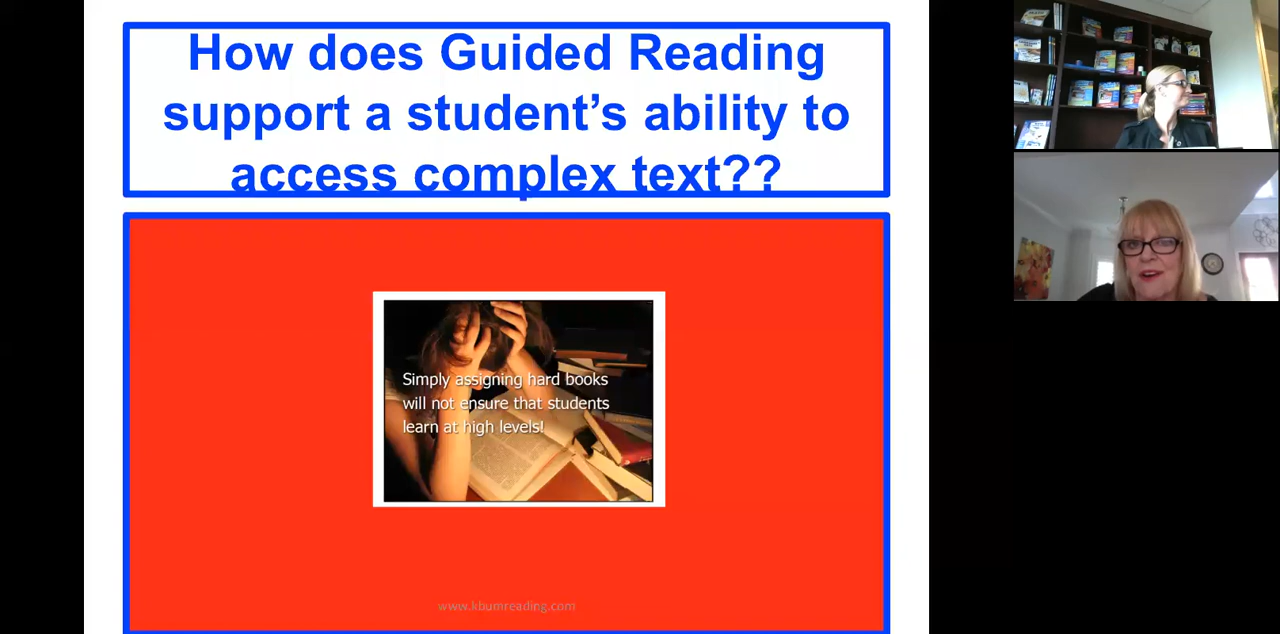 How does Guided Reading
support a student’s ability to
access complex text??
Simply assigning hard books
will not ensure that students
learn at high levels!
www.kbumreading.com